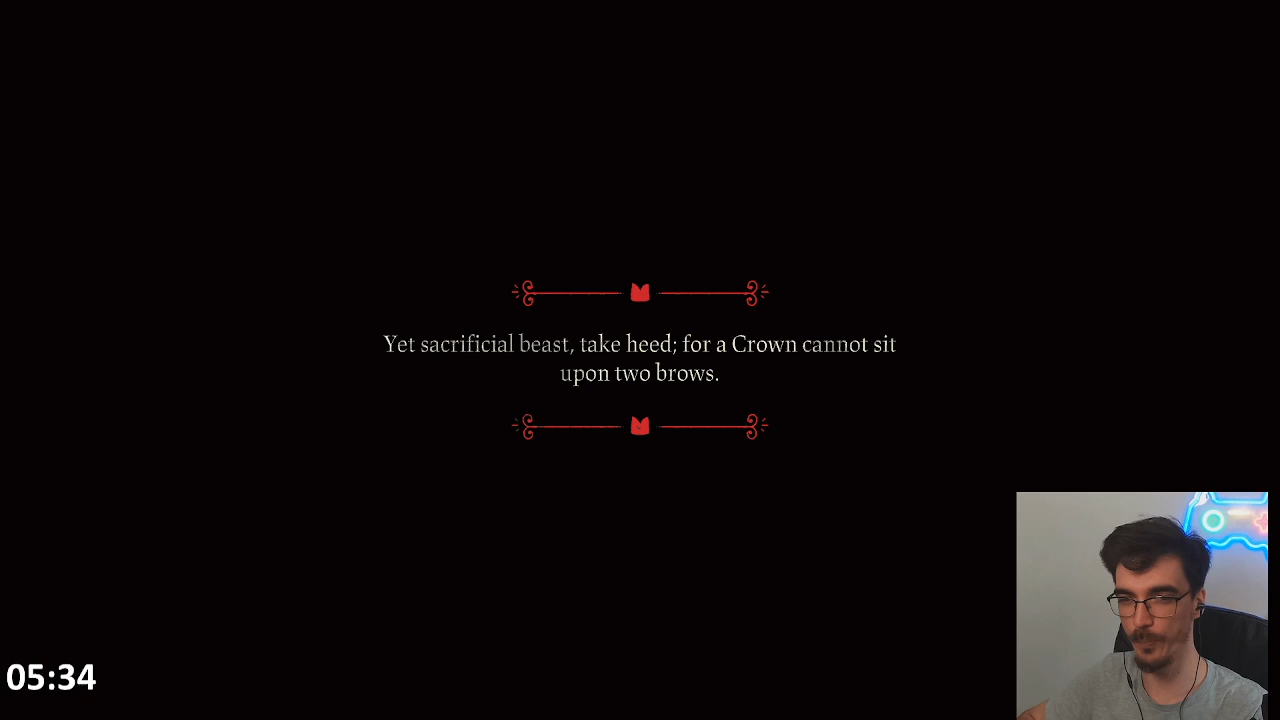 Yet sacrificial beast, take heed; for a Crown cannot sit
upon two brows.
05:34